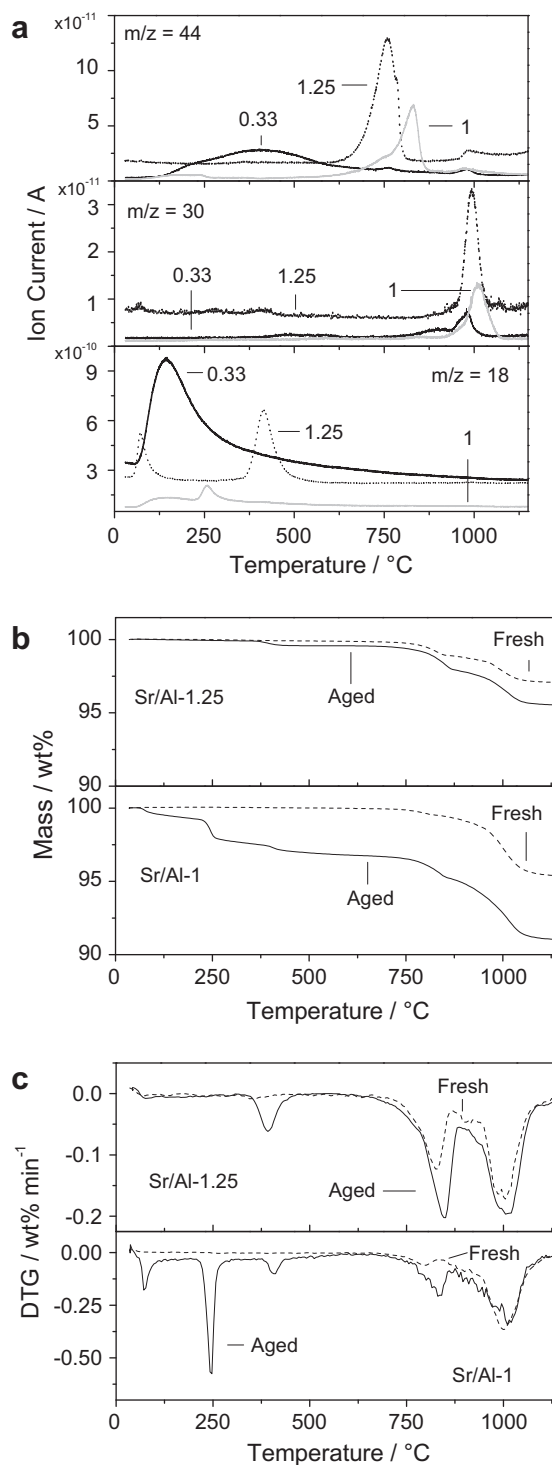 a
x10⁻¹¹
m/z = 44
10
1.25
0.33
1
5
x10⁻¹¹
m/z = 30
3
0.33
1.25
1
1
x10⁻¹⁰
9
0.33
m/z = 18
6
1.25
1
3
Ion Current / A
0 250 500 750 1000
Temperature / °C
b
100
Fresh
Aged
Sr/Al-1.25
95
90
100
Fresh
Sr/Al-1
95
Aged
90
Mass / wt%
0 250 500 750 1000
Temperature / °C
c
0.0
Fresh
-0.1
Sr/Al-1.25
Aged
-0.2
0.00
Fresh
-0.25
Aged
-0.50
Sr/Al-1
DTG / wt% min⁻¹
0 250 500 750 1000
Temperature / °C